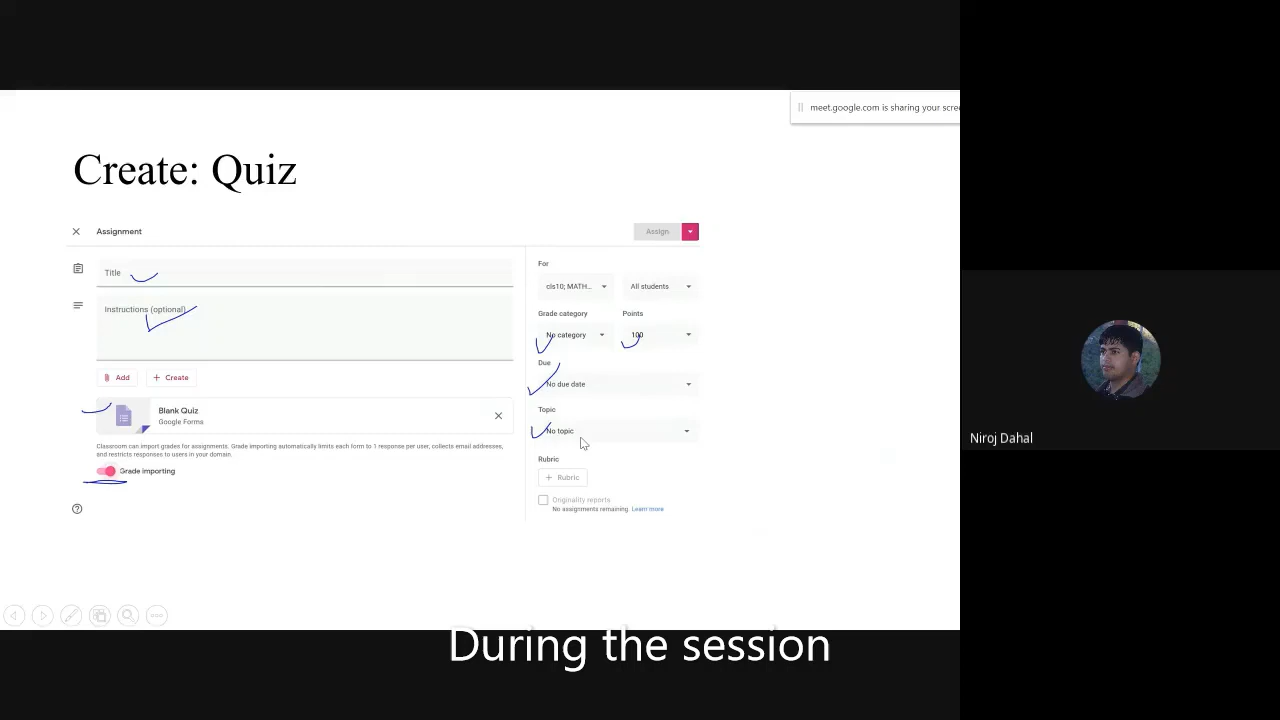 meet.google.com is sharing your scre
Create: Quiz
Assignment
Assign
Title
Instructions (optional)
Add
Create
Blank Quiz
Google Forms
Classroom can import grades for assignments. Grade importing automatically limits each form to 1 response per user, collects email addresses,
and restricts responses to users in your domain.
Grade importing
For
cls10; MATH...
All students
Grade category
Points
No category
100
Due
No due date
Topic
No topic
Rubric
Rubric
Originality reports
No assignments remaining Learn more
Niroj Dahal
During the session